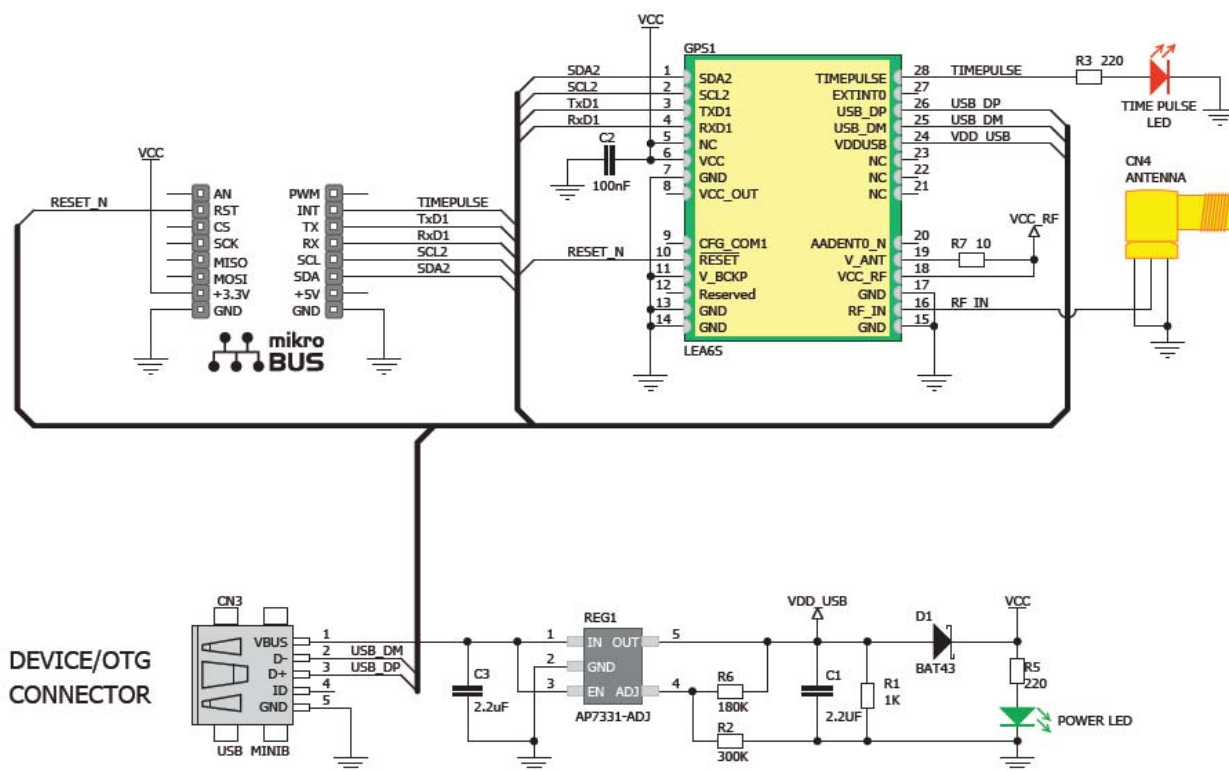 VCC
GPS1
SDA2 1 SDA2 TIMEPULSE 28 TIMEPULSE R3 220
SCL2 2 SCL2 EXTINT0 27
TxD1 3 TXD1 USB_DP 26 USB_DP
RxD1 4 RXD1 USB_DM 25 USB_DM
5 NC VDDUSB 24 VDD_USB
TIME PULSE
LED
C2
100nF
6 VCC NC 23
7 GND NC 22
8 VCC_OUT NC 21
CN4
ANTENNA
VCC
RESET_N
AN PWM
RST INT TIMEPULSE
CS TX TxD1
SCK RX RxD1
MISO SCL SCL2
MOSI SDA SDA2
+3.3V +5V
GND GND
mikro
BUS
VCC_RF
9 CFG_COM1 AADENT0_N 20
RESET_N 10 RESET V_ANT 19 R7 10
11 V_BCKP VCC_RF 18
12 Reserved GND 17
13 GND RF_IN 16 RF_IN
14 GND GND 15
LEA6S
DEVICE/OTG
CONNECTOR
CN3
VBUS 1
D- 2 USB_DM
D+ 3 USB_DP
ID 4
GND 5
USB MINIB
C3
2.2uF
REG1
1 IN OUT 5
2 GND
3 EN ADJ 4
AP7331-ADJ
R6
180K
R2
300K
VDD_USB
C1
2.2UF
R1
1K
D1
BAT43
VCC
R5
220
POWER LED